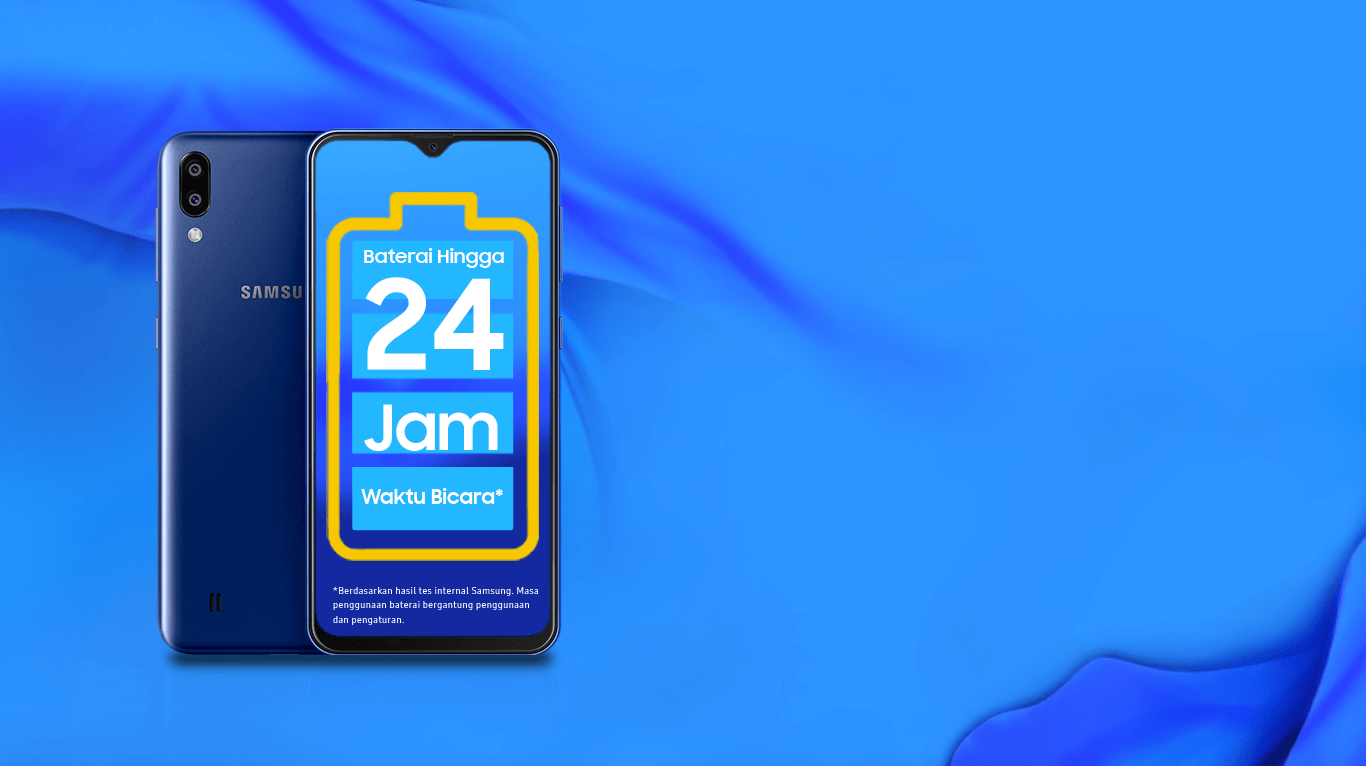 SAMSU
Baterai Hingga
24
Jam
Waktu Bicara*
*Berdasarkan hasil tes internal Samsung. Masa
penggunaan baterai bergantung penggunaan
dan pengaturan.